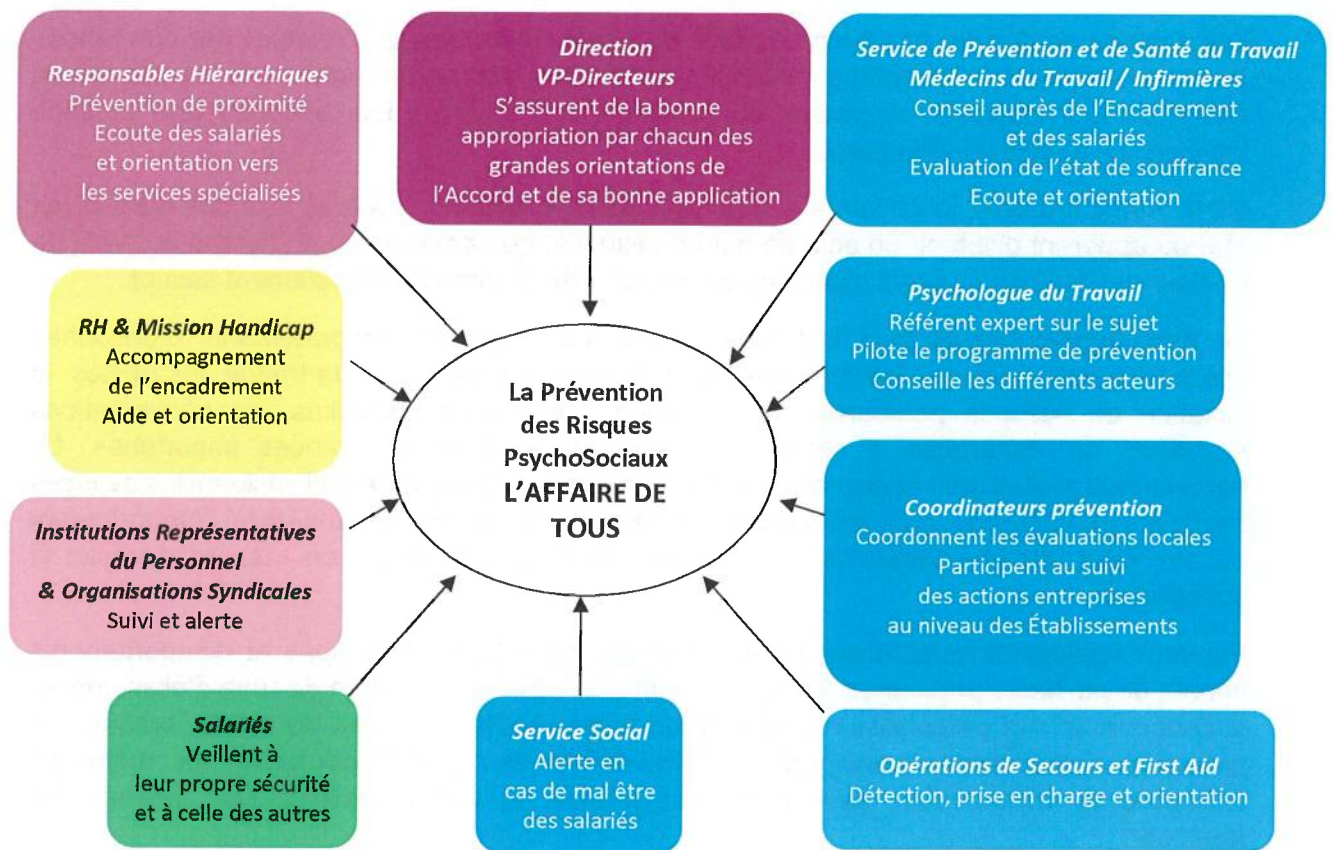 Responsables Hiérarchiques
Prévention de proximité
Ecoute des salariés
et orientation vers
les services spécialisés
Direction
VP-Directeurs
S'assurent de la bonne
appropriation par chacun des
grandes orientations de
l'Accord et de sa bonne application
Service de Prévention et de Santé au Travail
Médecins du Travail / Infirmières
Conseil auprès de l'Encadrement
et des salariés
Evaluation de l'état de souffrance
Ecoute et orientation
RH & Mission Handicap
Accompagnement
de l'encadrement
Aide et orientation
La Prévention
des Risques
PsychoSociaux
L'AFFAIRE DE
TOUS
Psychologue du Travail
Référent expert sur le sujet
Pilote le programme de prévention
Conseille les différents acteurs
Institutions Représentatives
du Personnel
& Organisations Syndicales
Suivi et alerte
Coordinateurs prévention
Coordonnent les évaluations locales
Participent au suivi
des actions entreprises
au niveau des Établissements
Salariés
Veillent à
leur propre sécurité
et à celle des autres
Service Social
Alerte en
cas de mal être
des salariés
Opérations de Secours et First Aid
Détection, prise en charge et orientation